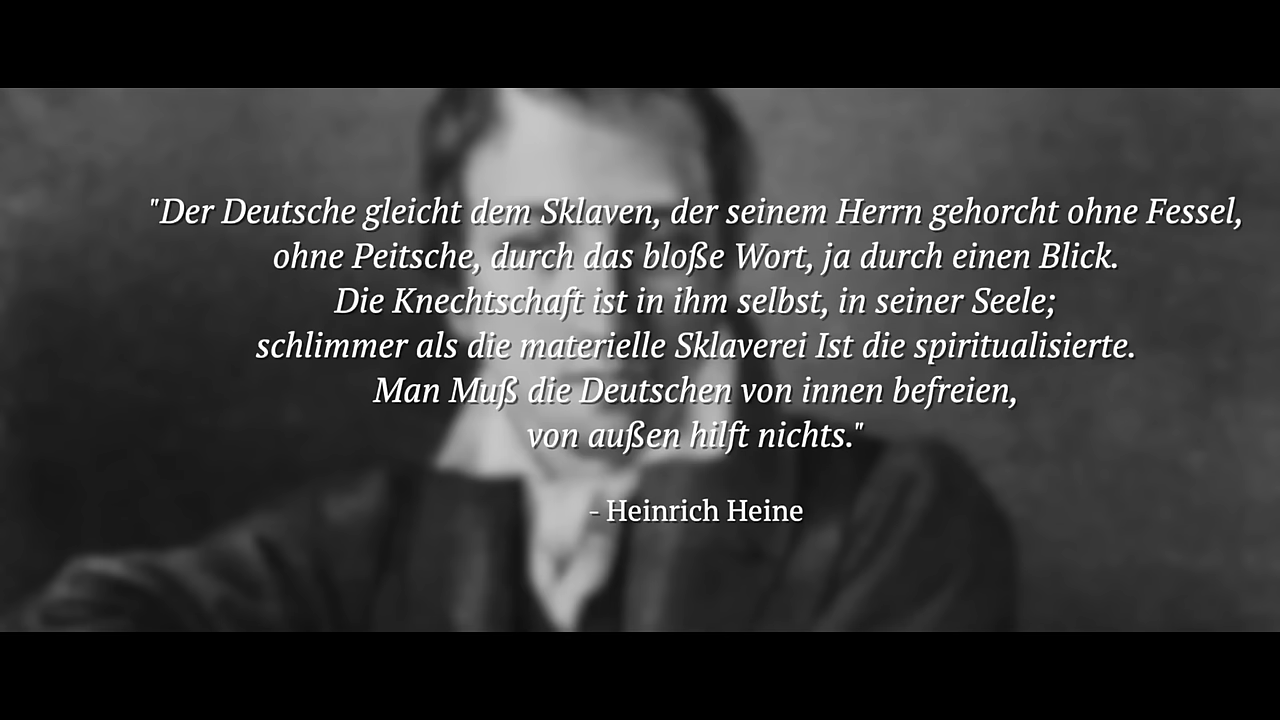 "Der Deutsche gleicht dem Sklaven, der seinem Herrn gehorcht ohne Fessel,
ohne Peitsche, durch das bloße Wort, ja durch einen Blick.
Die Knechtschaft ist in ihm selbst, in seiner Seele;
schlimmer als die materielle Sklaverei Ist die spiritualisierte.
Man Muß die Deutschen von innen befreien,
von außen hilft nichts."
- Heinrich Heine